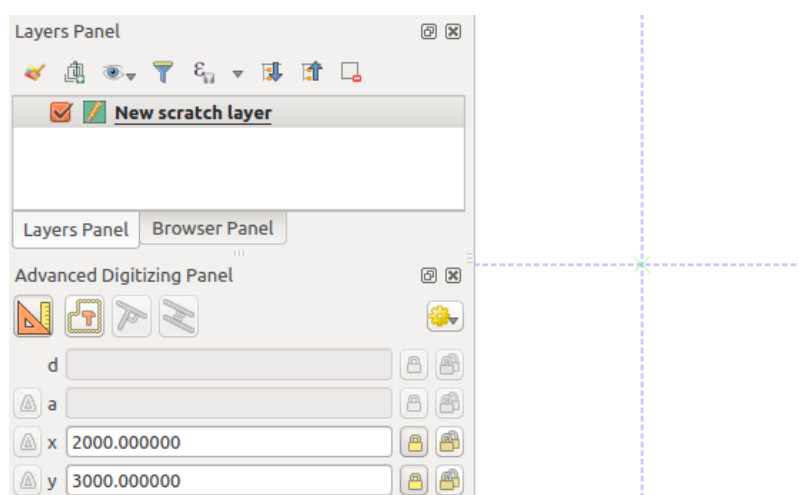 Layers Panel
New scratch layer
Layers Panel Browser Panel
Advanced Digitizing Panel
d
a
x 2000.000000
y 3000.000000